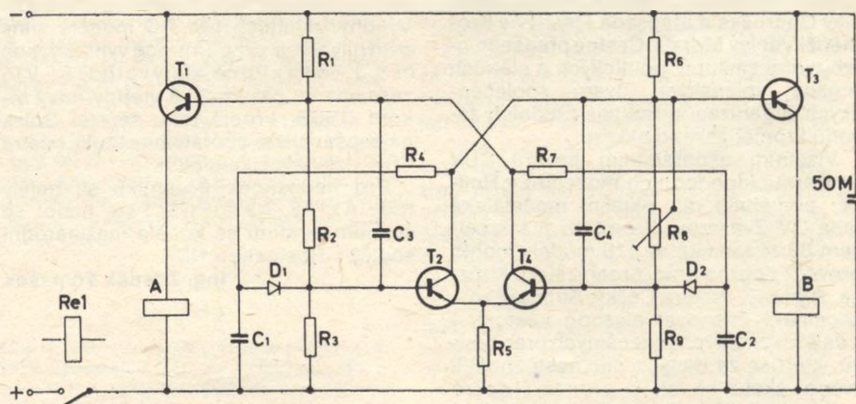 −
T₁
R₁
R₆
T₃
R₄
R₇
50M
R₂
C₃
C₄
R₈
A
D₁
T₂
T₄
D₂
B
Re1
C₁
R₃
R₅
R₉
C₂
+